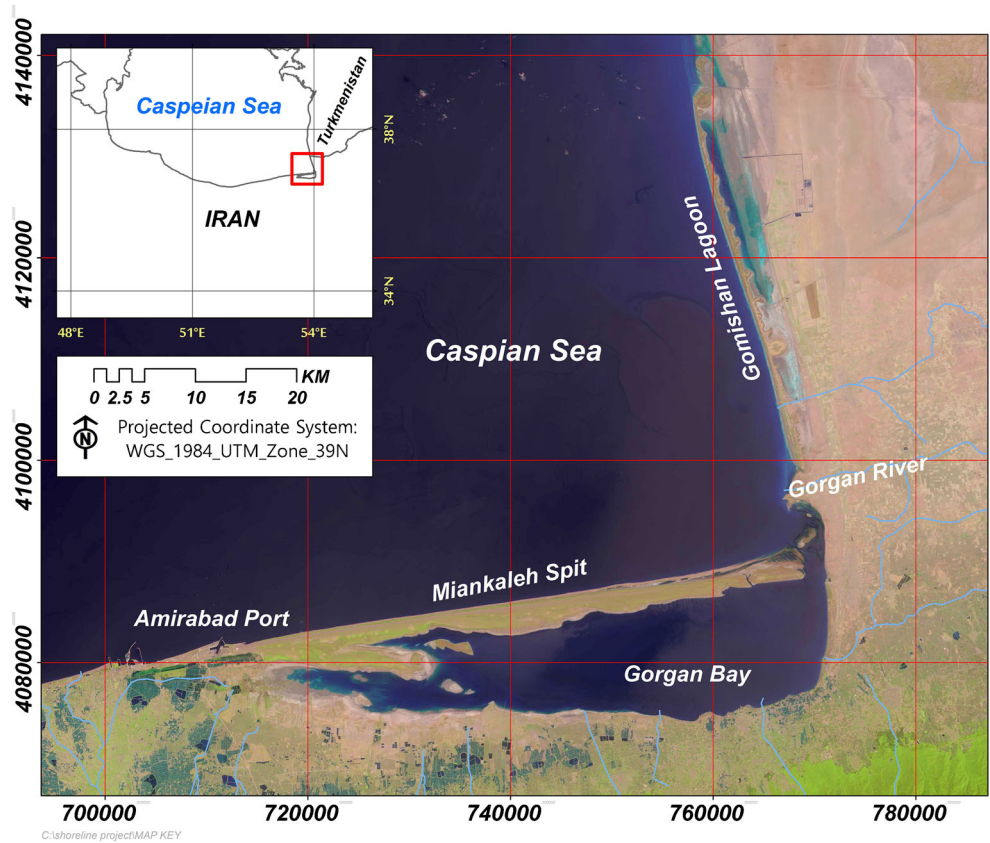 4140000
4120000
4100000
4080000
Caspeian Sea
Turkmenistan
38°N
IRAN
34°N
48°E
51°E
54°E
KM
0 2.5 5 10 15 20
N
Projected Coordinate System:
WGS_1984_UTM_Zone_39N
Caspian Sea
Gomishan Lagoon
Gorgan River
Miankaleh Spit
Amirabad Port
Gorgan Bay
700000
720000
740000
760000
780000
C:\shoreline project\MAP KEY